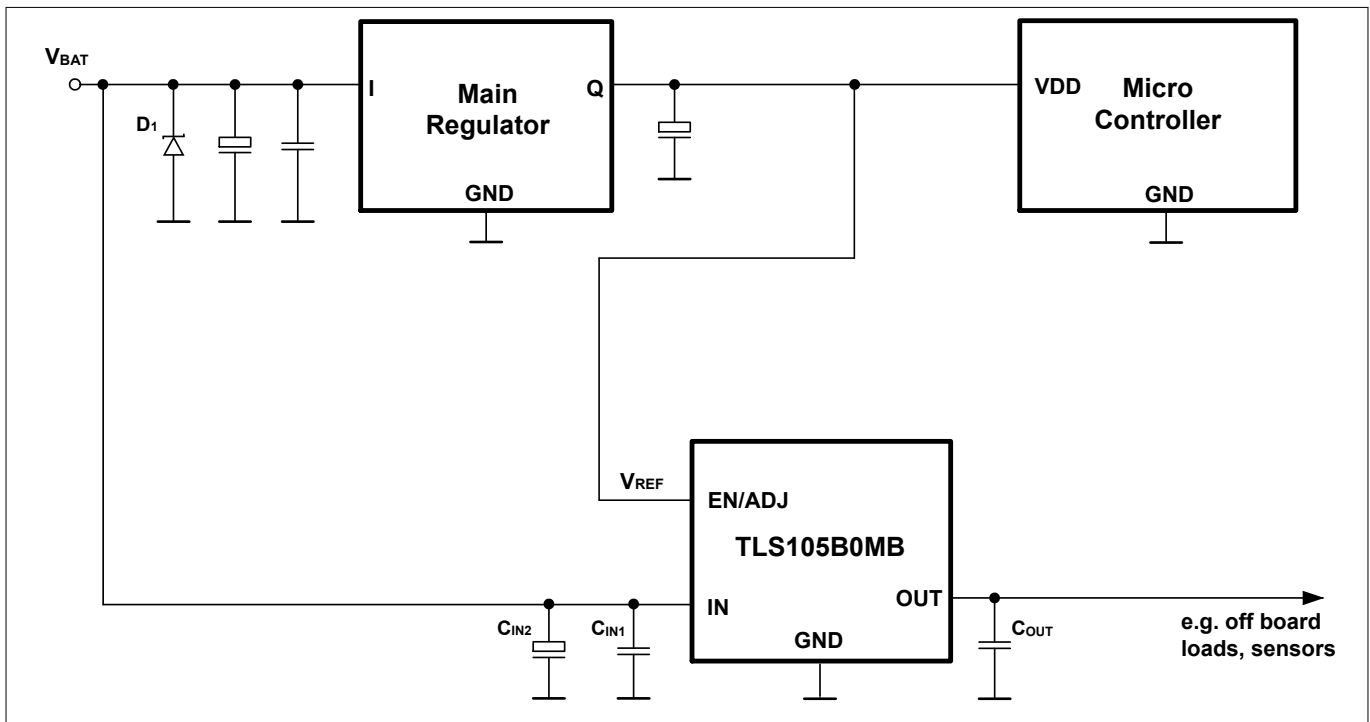 VBAT
D1
I
Main
Regulator
Q
GND
VDD
Micro
Controller
GND
VREF
EN/ADJ
TLS105B0MB
IN
OUT
GND
CIN2
CIN1
COUT
e.g. off board
loads, sensors